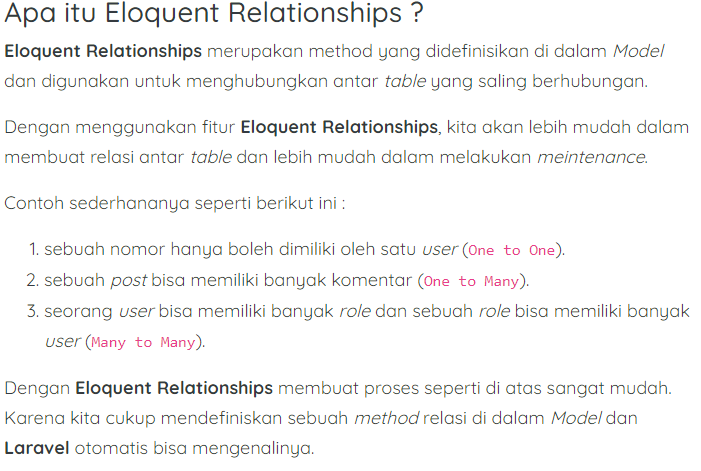 Apa itu Eloquent Relationships ?
Eloquent Relationships merupakan method yang didefinisikan di dalam Model
dan digunakan untuk menghubungkan antar table yang saling berhubungan.
Dengan menggunakan fitur Eloquent Relationships, kita akan lebih mudah dalam
membuat relasi antar table dan lebih mudah dalam melakukan meintenance.
Contoh sederhananya seperti berikut ini :
1. sebuah nomor hanya boleh dimiliki oleh satu user (One to One).
2. sebuah post bisa memiliki banyak komentar (One to Many).
3. seorang user bisa memiliki banyak role dan sebuah role bisa memiliki banyak
user (Many to Many).
Dengan Eloquent Relationships membuat proses seperti di atas sangat mudah.
Karena kita cukup mendefiniskan sebuah method relasi di dalam Model dan
Laravel otomatis bisa mengenalinya.